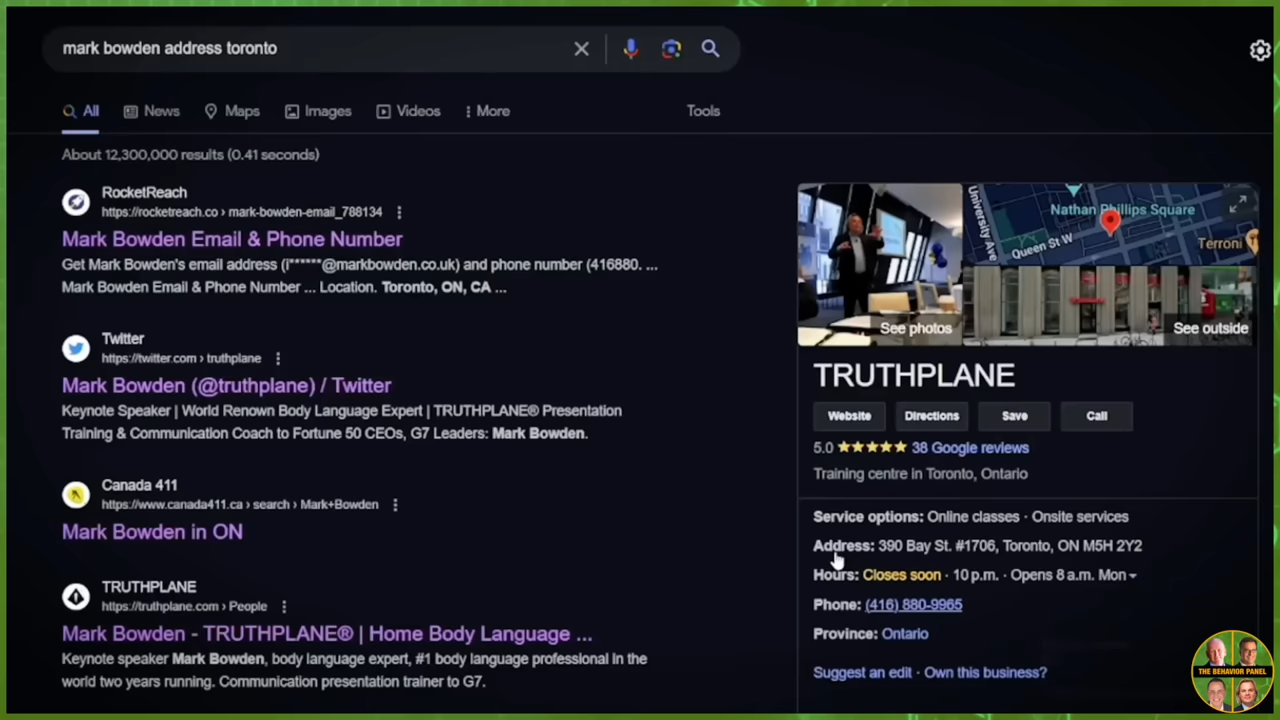 mark bowden address toronto
All News Maps Images Videos More Tools
About 12,300,000 results (0.41 seconds)
RocketReach
https://rocketreach.co › mark-bowden-email_788134
Mark Bowden Email & Phone Number
Get Mark Bowden's email address (i******@markbowden.co.uk) and phone number (416880. ...
Mark Bowden Email & Phone Number ... Location. Toronto, ON, CA ...
Twitter
https://twitter.com › truthplane
Mark Bowden (@truthplane) / Twitter
Keynote Speaker | World Renown Body Language Expert | TRUTHPLANE® Presentation
Training & Communication Coach to Fortune 50 CEOs, G7 Leaders: Mark Bowden.
Canada 411
https://www.canada411.ca › search › Mark+Bowden
Mark Bowden in ON
TRUTHPLANE
https://truthplane.com › People
Mark Bowden - TRUTHPLANE® | Home Body Language ...
Keynote speaker Mark Bowden, body language expert, #1 body language professional in the
world two years running. Communication presentation trainer to G7.
University Ave
Nathan Phillips Square
Queen St W
Terroni
See photos
See outside
TRUTHPLANE
Website Directions Save Call
5.0 ★★★★★ 38 Google reviews
Training centre in Toronto, Ontario
Service options: Online classes · Onsite services
Address: 390 Bay St. #1706, Toronto, ON M5H 2Y2
Hours: Closes soon · 10 p.m. · Opens 8 a.m. Mon
Phone: (416) 880-9965
Province: Ontario
Suggest an edit · Own this business?
THE BEHAVIOR PANEL